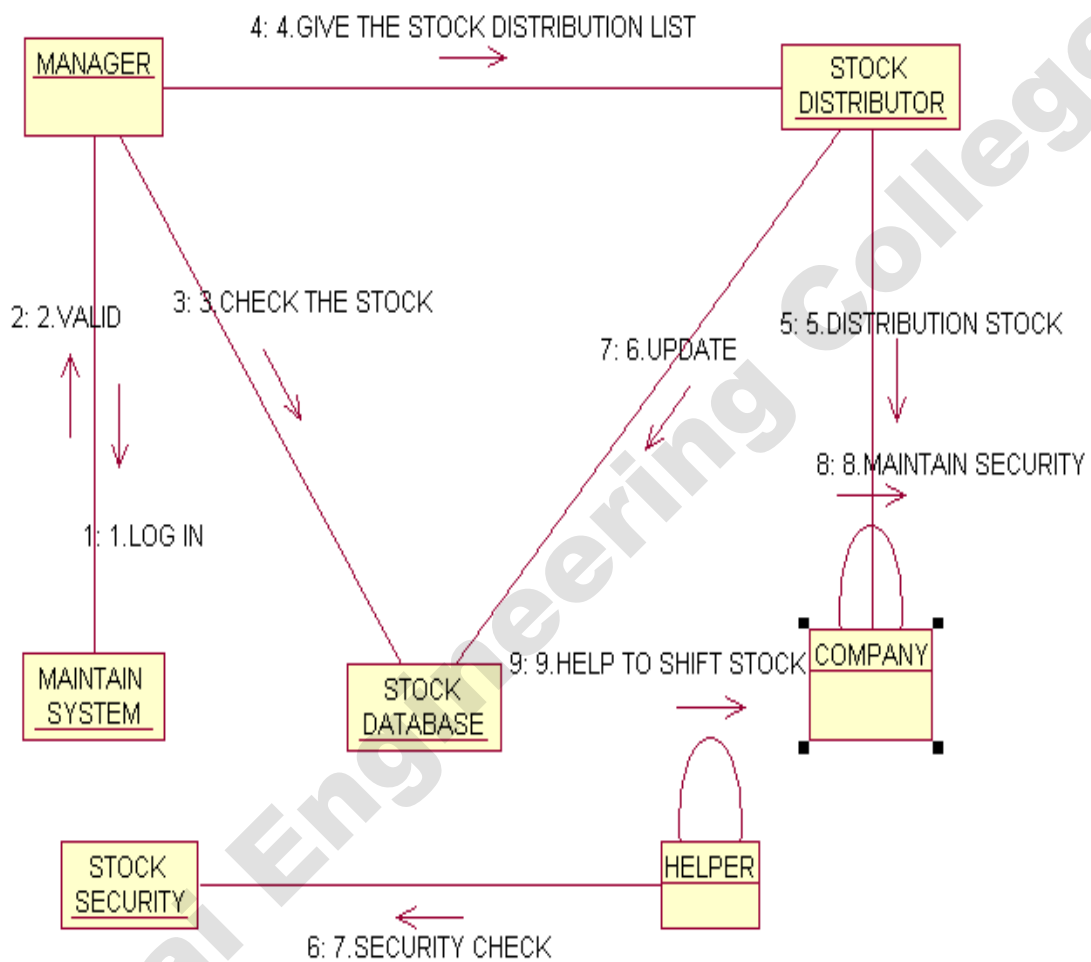 4: 4.GIVE THE STOCK DISTRIBUTION LIST
MANAGER
STOCK
DISTRIBUTOR
3: 3.CHECK THE STOCK
2: 2.VALID
5: 5.DISTRIBUTION STOCK
7: 6.UPDATE
8: 8.MAINTAIN SECURITY
1: 1.LOG IN
9: 9.HELP TO SHIFT STOCK
COMPANY
MAINTAIN
SYSTEM
STOCK
DATABASE
STOCK
SECURITY
HELPER
6: 7.SECURITY CHECK
Engineering College